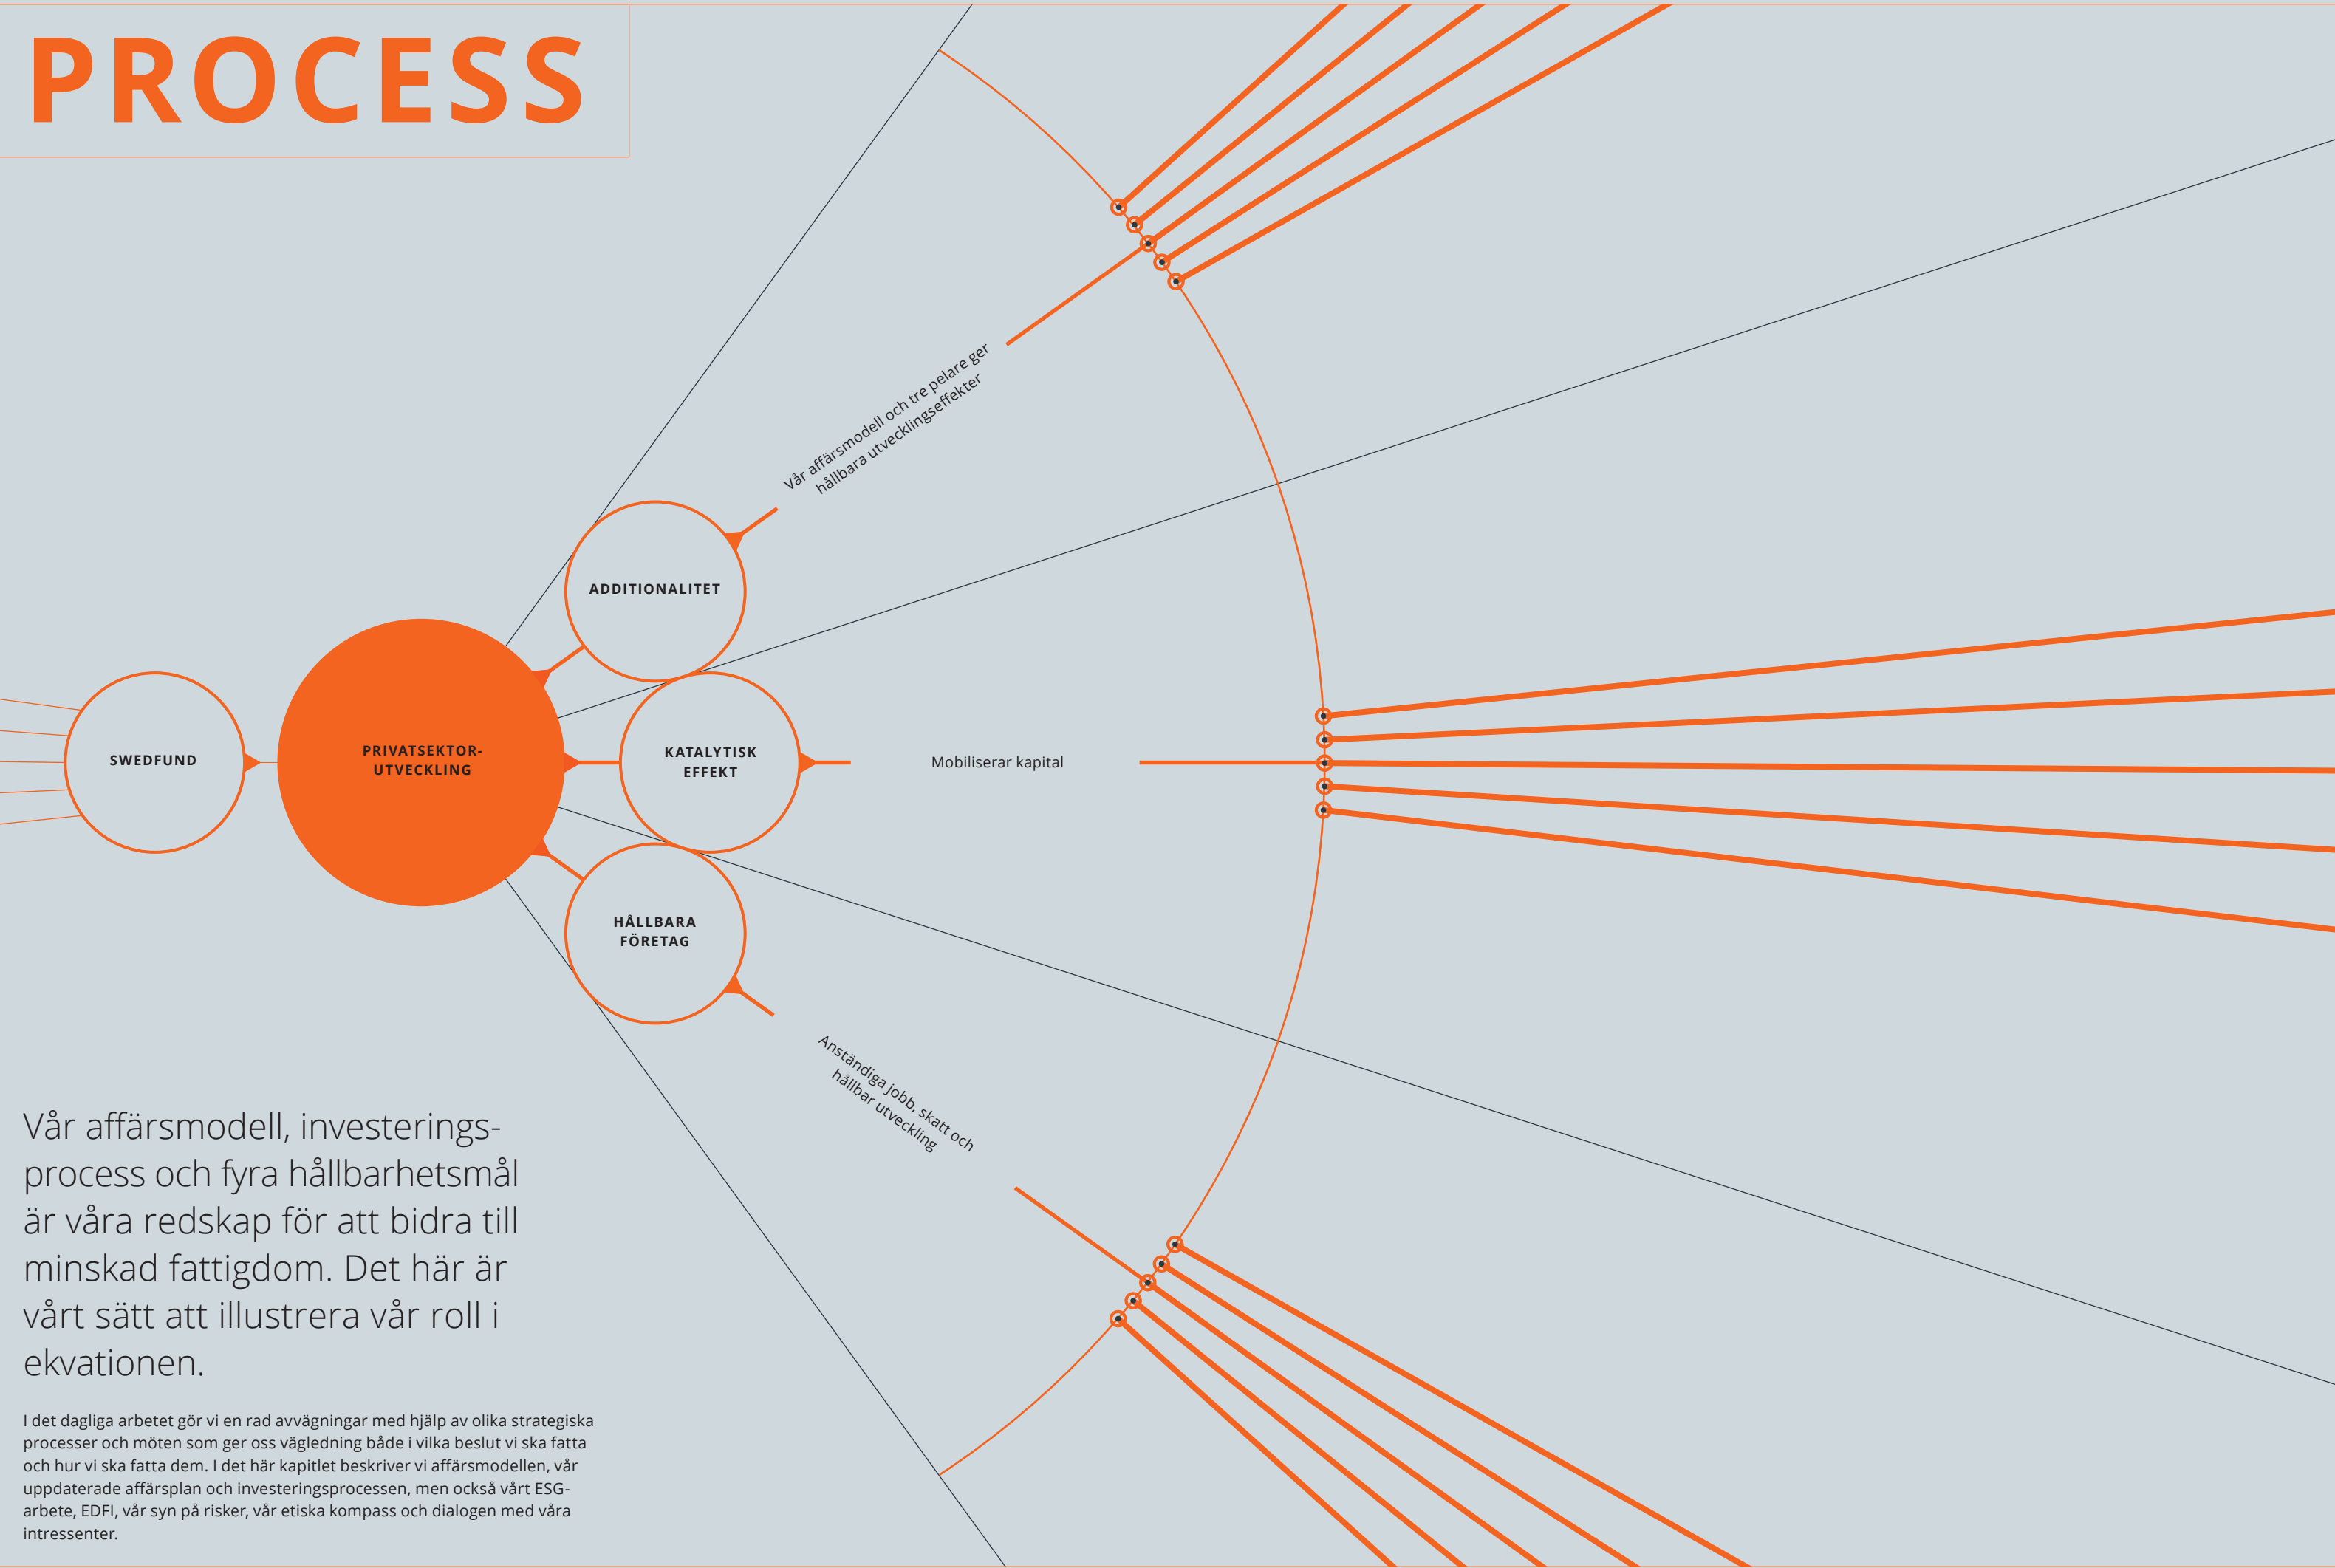 PROCESS
Vår affärsmodell och tre pelare ger
hållbara utvecklingseffekter
ADDITIONALITET
SWEDFUND
PRIVATSEKTOR-
UTVECKLING
KATALYTISK
EFFEKT
Mobiliserar kapital
HÅLLBARA
FÖRETAG
Anständiga jobb, skatt och
hållbar utveckling
Vår affärsmodell, investerings-
process och fyra hållbarhetsmål
är våra redskap för att bidra till
minskad fattigdom. Det här är
vårt sätt att illustrera vår roll i
ekvationen.
I det dagliga arbetet gör vi en rad avvägningar med hjälp av olika strategiska
processer och möten som ger oss vägledning både i vilka beslut vi ska fatta
och hur vi ska fatta dem. I det här kapitlet beskriver vi affärsmodellen, vår
uppdaterade affärsplan och investeringsprocessen, men också vårt ESG-
arbete, EDFI, vår syn på risker, vår etiska kompass och dialogen med våra
intressenter.